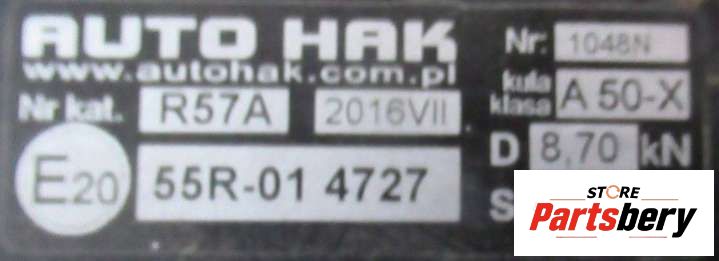 AUTO HAK Nr. 1048N
www.autohak.com.pl kula klasa A 50-X
Nr kat. R57A 2016VII
D 8,70 kN
E20 55R-01 4727
S
STORE
Partsbery